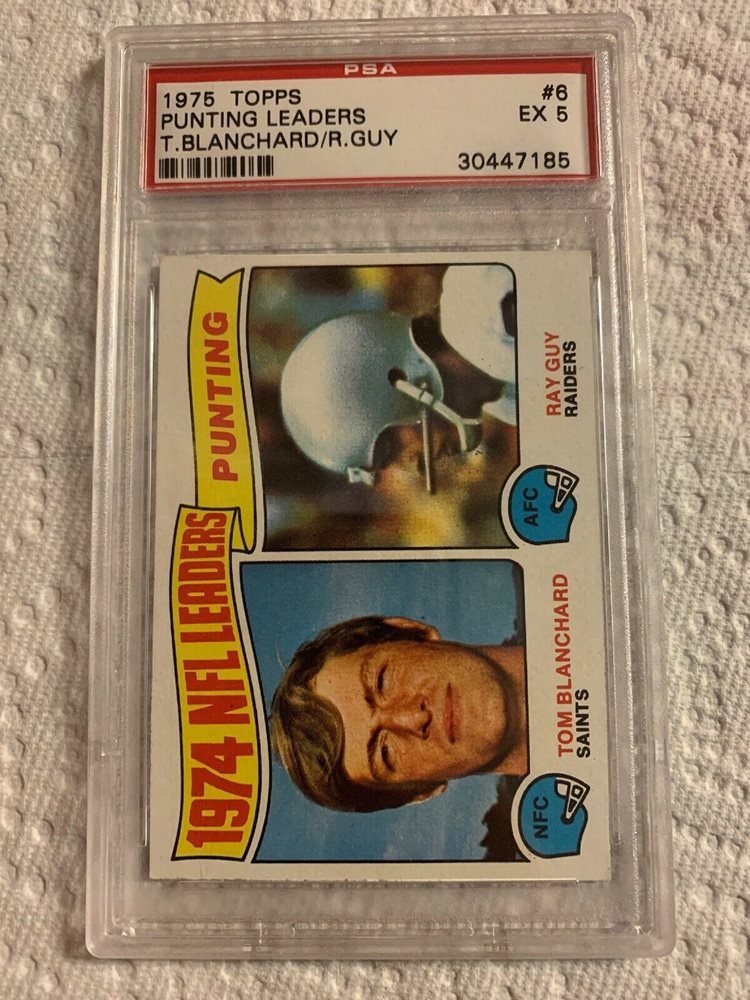 PSA
1975 TOPPS #6
PUNTING LEADERS EX 5
T.BLANCHARD/R.GUY
30447185
1974 NFL LEADERS
PUNTING
NFC
TOM BLANCHARD
SAINTS
AFC
RAY GUY
RAIDERS